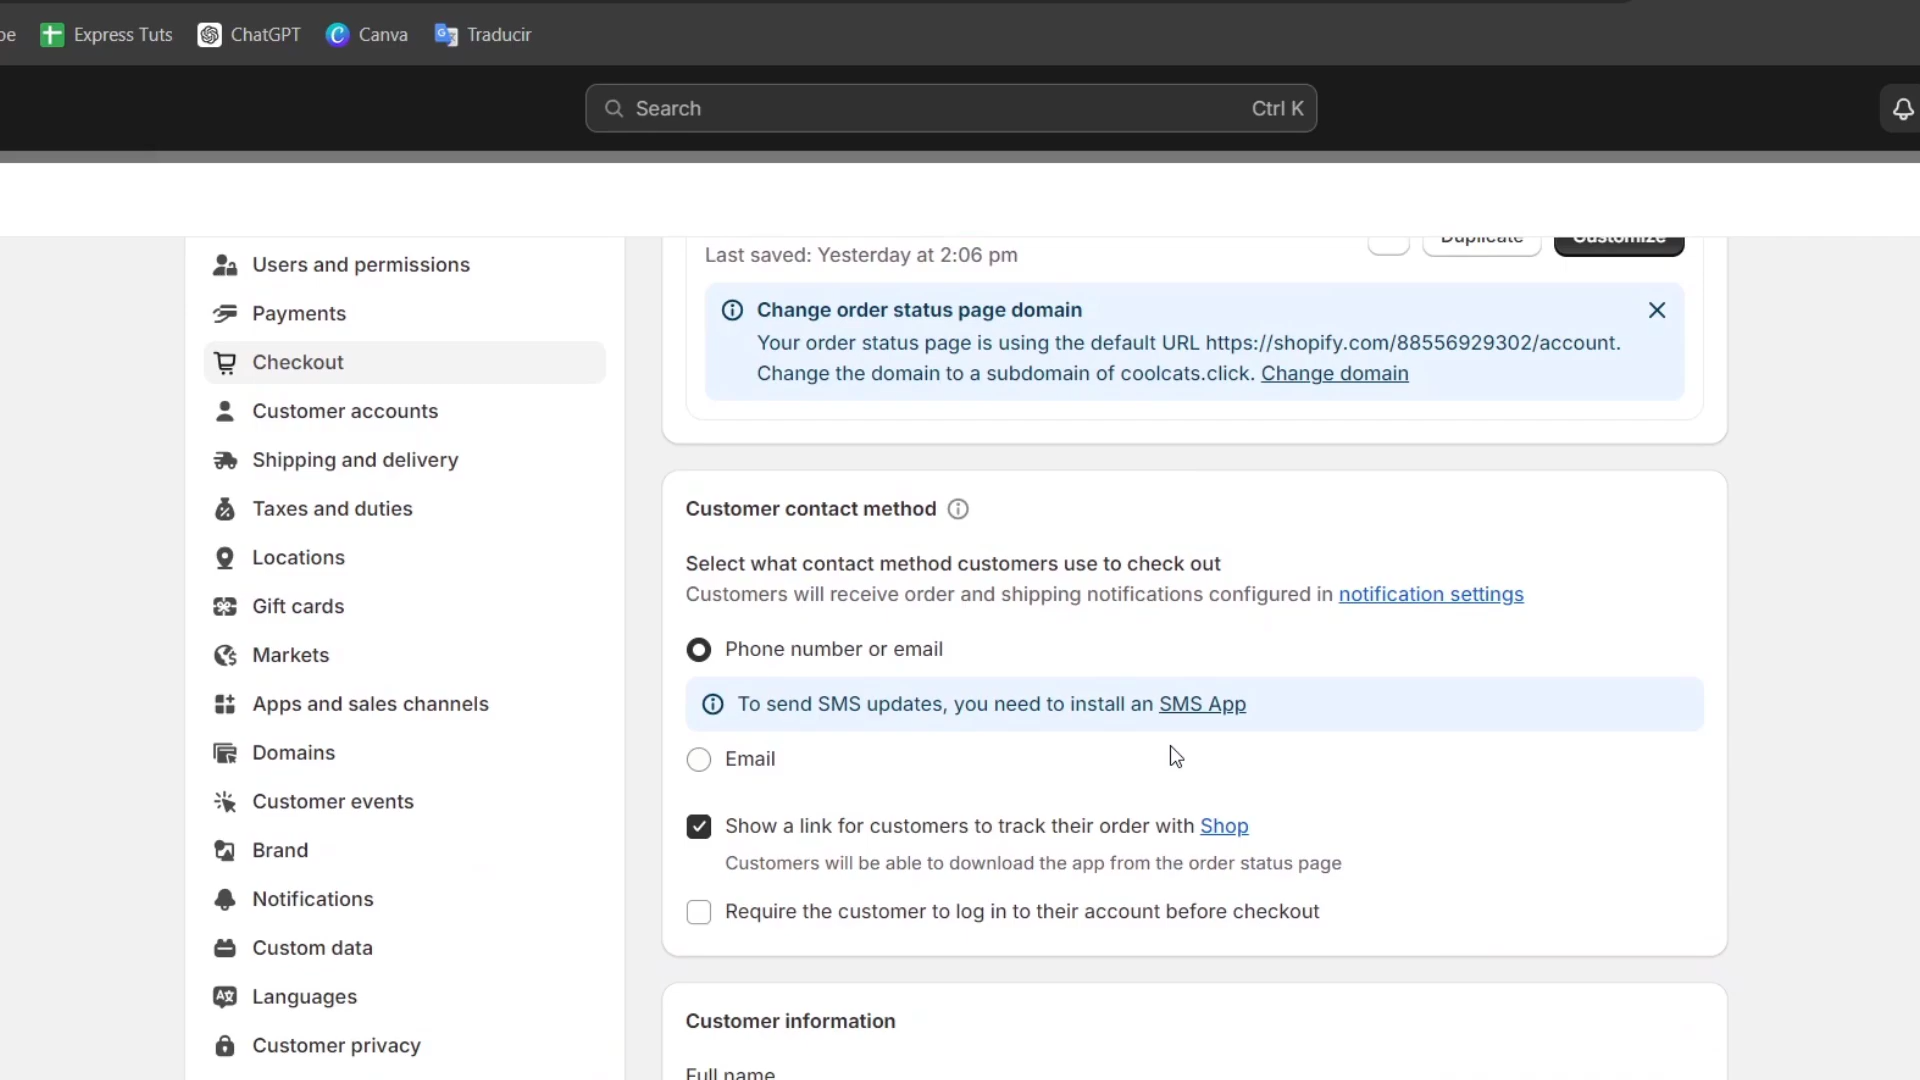 Express Tuts
ChatGPT
Canva
Traducir
Search
Ctrl K
Users and permissions
Payments
Checkout
Customer accounts
Shipping and delivery
Taxes and duties
Locations
Gift cards
Markets
Apps and sales channels
Domains
Customer events
Brand
Notifications
Custom data
Languages
Customer privacy
Last saved: Yesterday at 2:06 pm
Duplicate
Customize
Change order status page domain
Your order status page is using the default URL https://shopify.com/88556929302/account.
Change the domain to a subdomain of coolcats.click. Change domain
Customer contact method
Select what contact method customers use to check out
Customers will receive order and shipping notifications configured in notification settings
Phone number or email
To send SMS updates, you need to install an SMS App
Email
Show a link for customers to track their order with Shop
Customers will be able to download the app from the order status page
Require the customer to log in to their account before checkout
Customer information
Full name